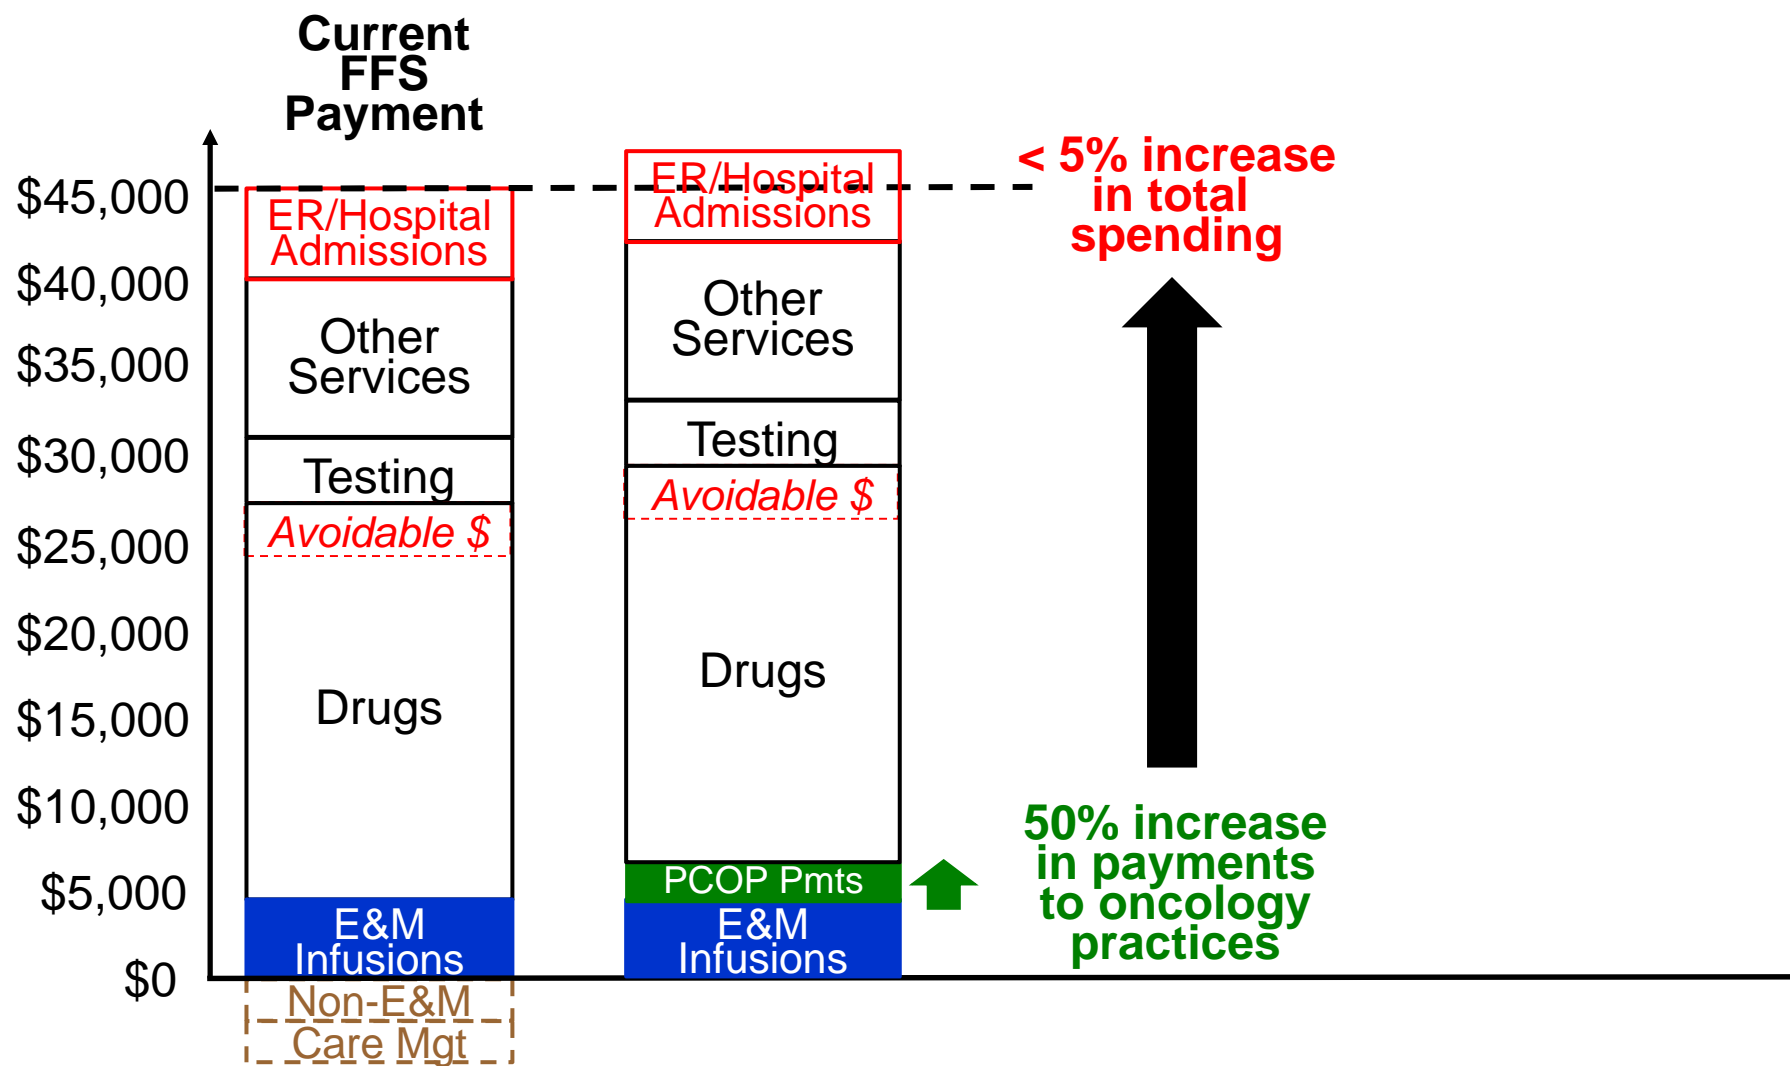 Current
FFS
Payment
$45,000
$40,000
$35,000
$30,000
$25,000
$20,000
$15,000
$10,000
$5,000
$0
ER/Hospital
Admissions
Other
Services
Testing
Avoidable $
Drugs
E&M
Infusions
Non-E&M
Care Mgt
ER/Hospital
Admissions
Other
Services
Testing
Avoidable $
Drugs
PCOP Pmts
E&M
Infusions
< 5% increase
in total
spending
50% increase
in payments
to oncology
practices